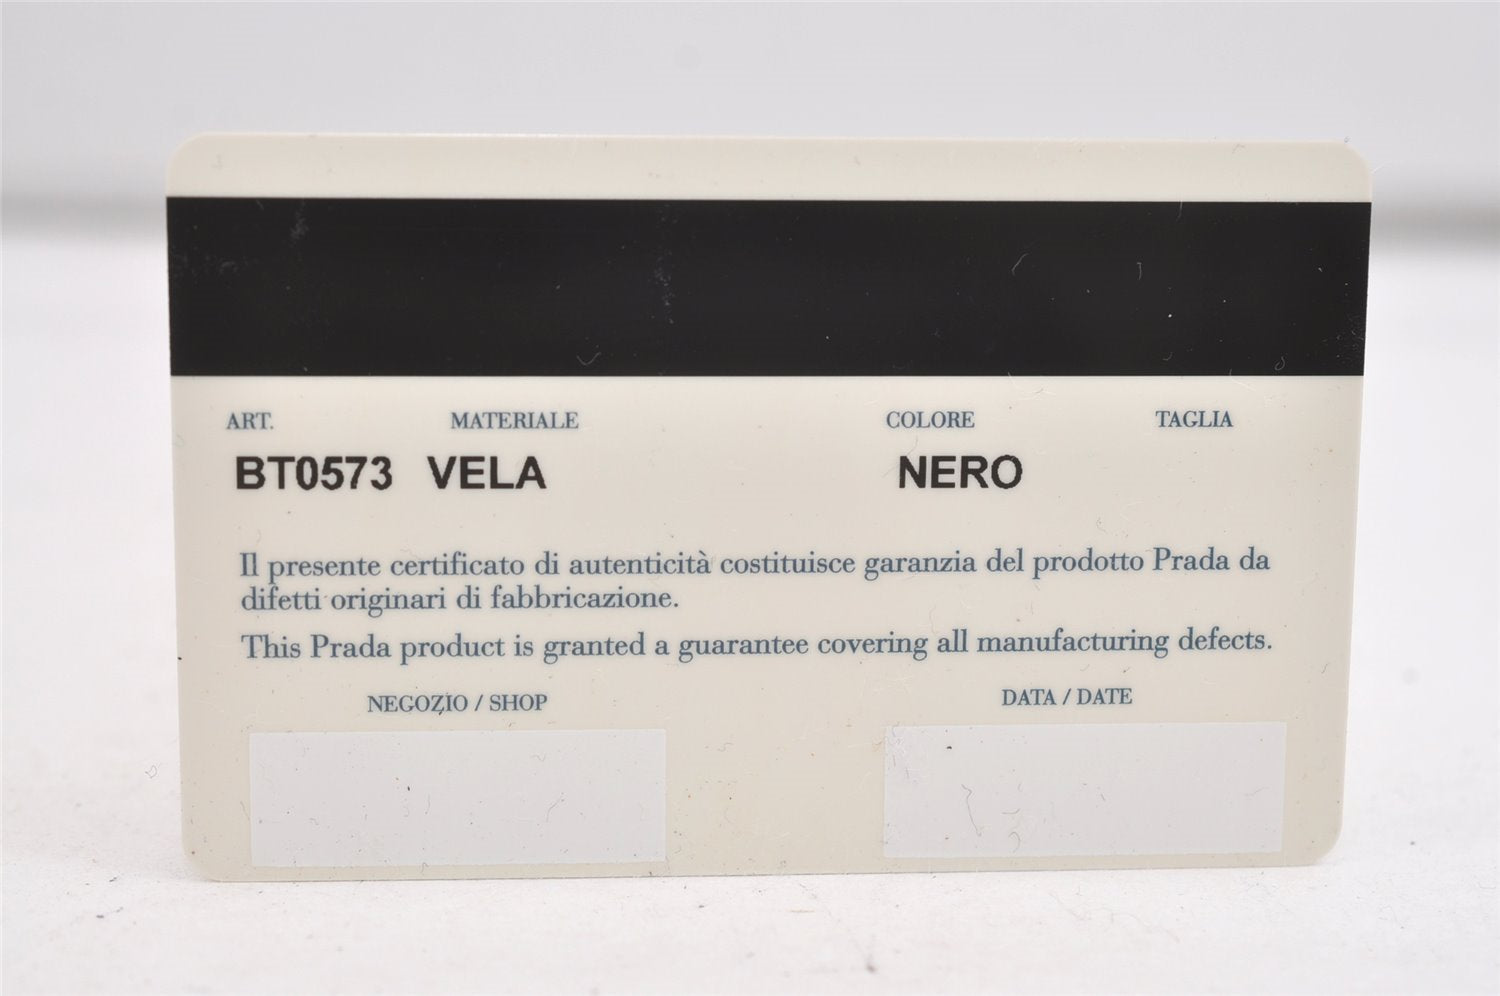 ART. MATERIALE COLORE TAGLIA
BT0573 VELA NERO
Il presente certificato di autenticità costituisce garanzia del prodotto Prada da
difetti originari di fabbricazione.
This Prada product is granted a guarantee covering all manufacturing defects.
NEGOZIO / SHOP DATA / DATE